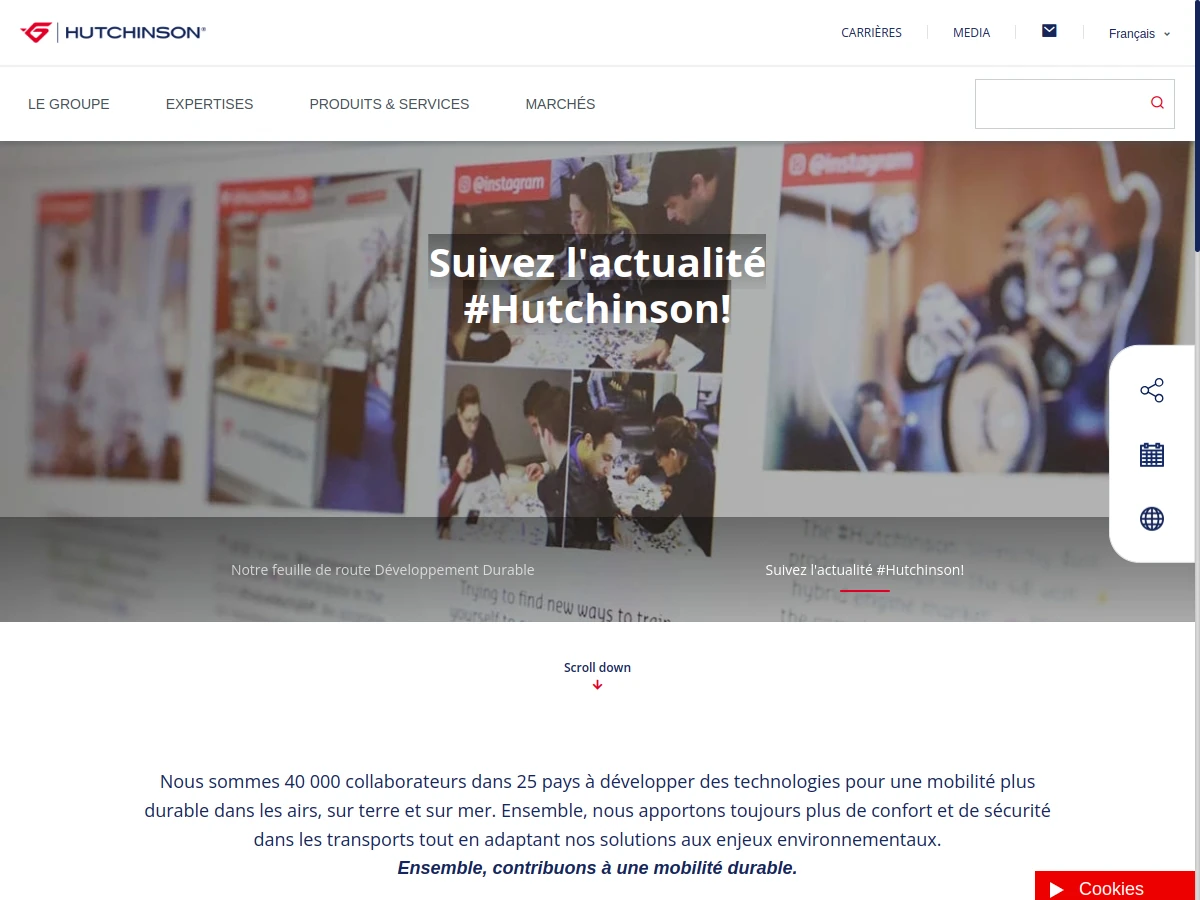 HUTCHINSON®
CARRIÈRES
MEDIA
Français
LE GROUPE
EXPERTISES
PRODUITS & SERVICES
MARCHÉS
@instagram
@instagram
Suivez l'actualité
#Hutchinson!
HUTCHINSON
The #Hutchinson
Trying to find new ways to train
Notre feuille de route Développement Durable
Suivez l'actualité #Hutchinson!
Scroll down
Nous sommes 40 000 collaborateurs dans 25 pays à développer des technologies pour une mobilité plus
durable dans les airs, sur terre et sur mer. Ensemble, nous apportons toujours plus de confort et de sécurité
dans les transports tout en adaptant nos solutions aux enjeux environnementaux.
Ensemble, contribuons à une mobilité durable.
Cookies